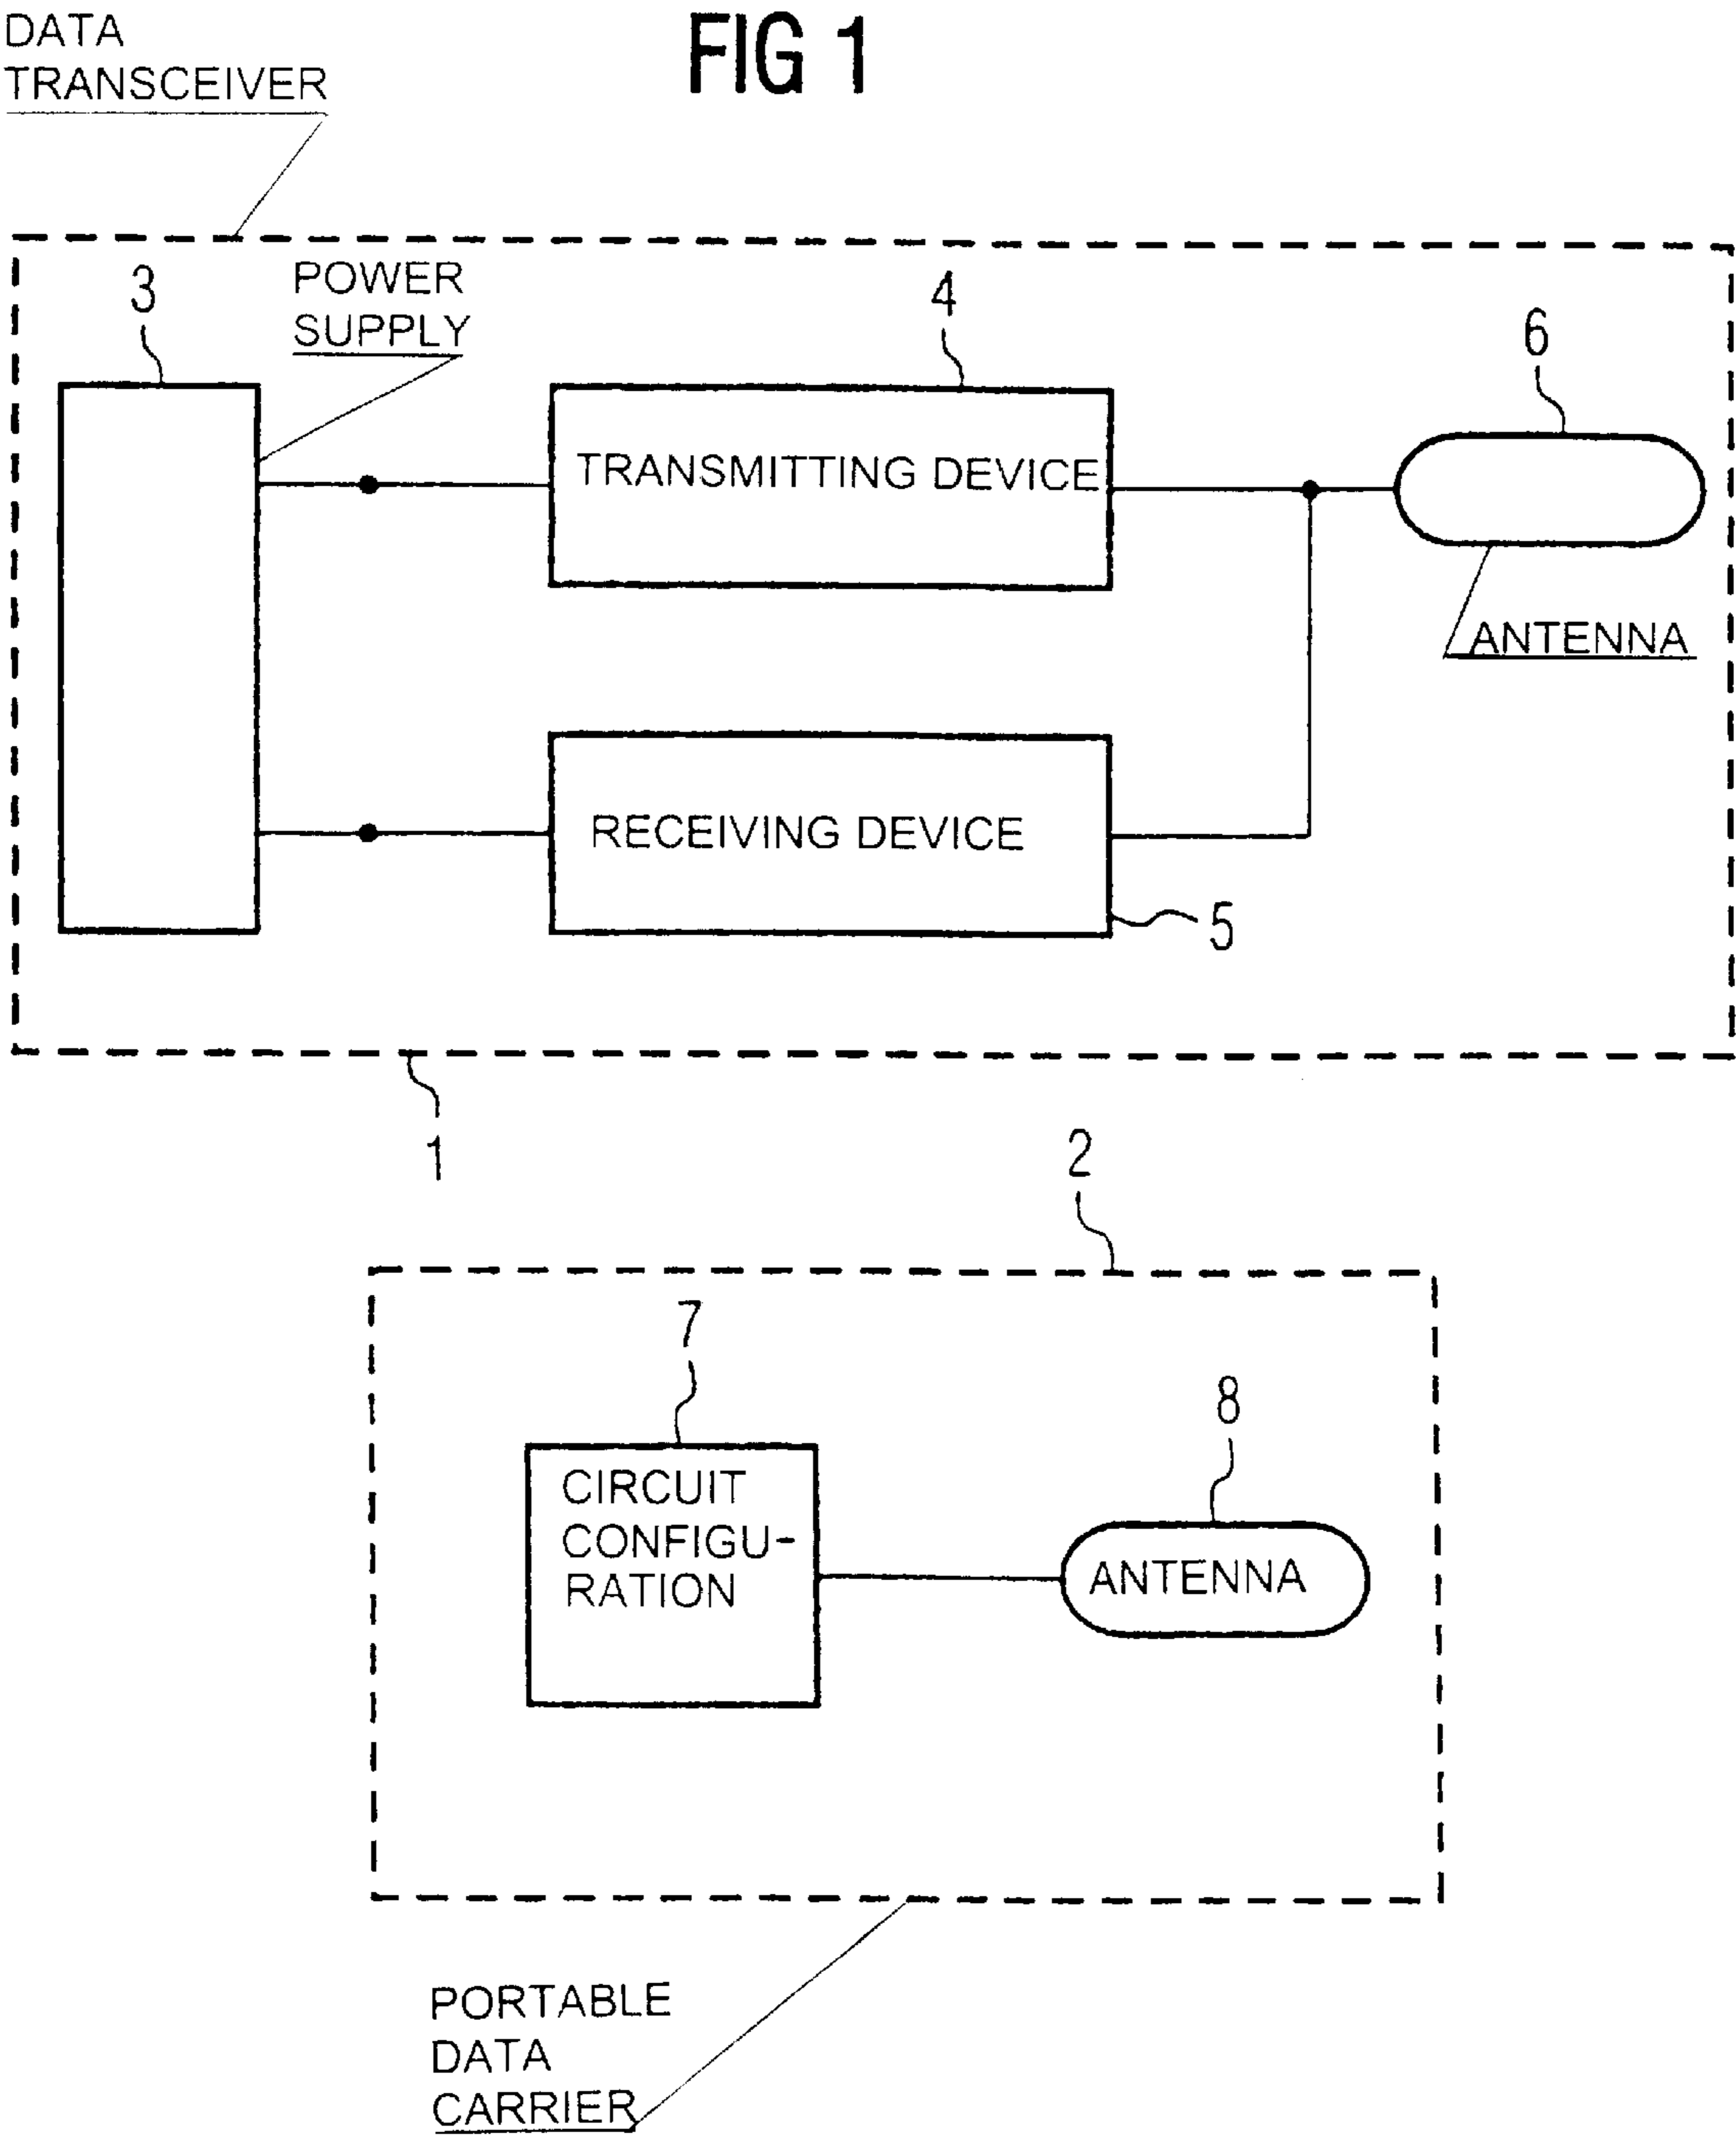 DATA
TRANSCEIVER
FIG 1
3
POWER
SUPPLY
4
6
TRANSMITTING DEVICE
ANTENNA
RECEIVING DEVICE
5
1
2
7
8
CIRCUIT
CONFIGU-
RATION
ANTENNA
PORTABLE
DATA
CARRIER